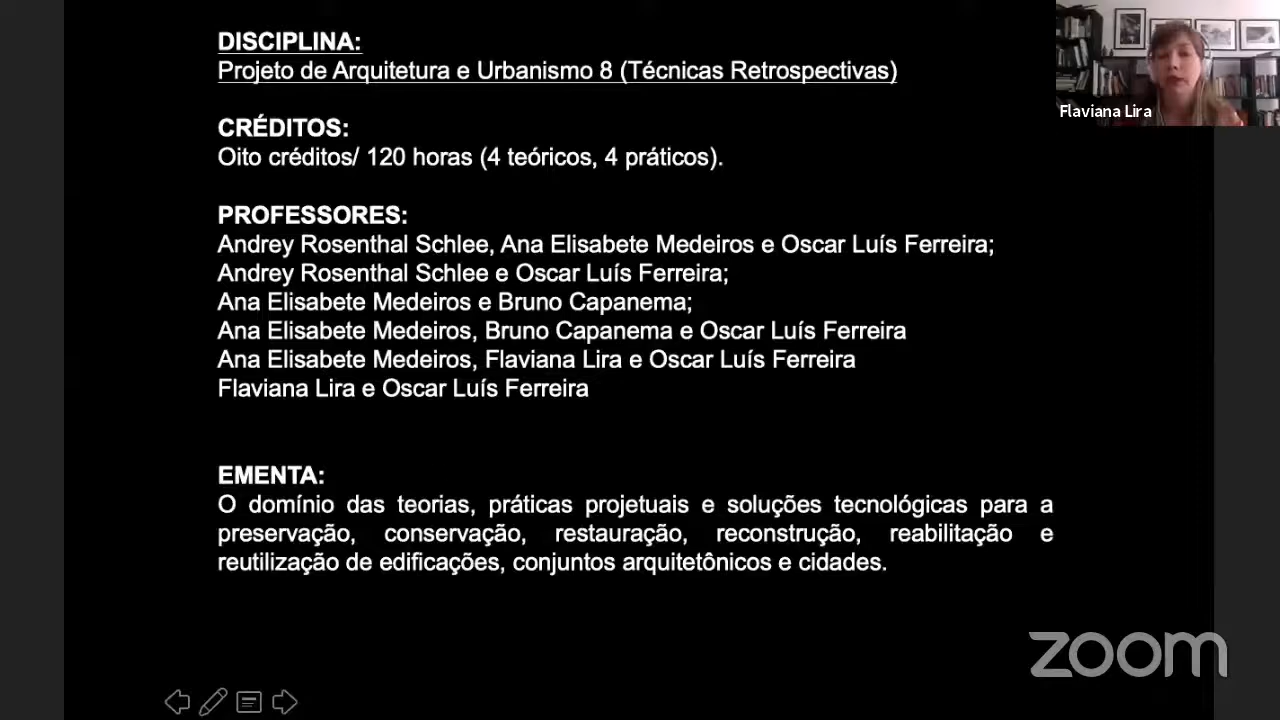 DISCIPLINA:
Projeto de Arquitetura e Urbanismo 8 (Técnicas Retrospectivas)
CRÉDITOS:
Oito créditos/ 120 horas (4 teóricos, 4 práticos).
PROFESSORES:
Andrey Rosenthal Schlee, Ana Elisabete Medeiros e Oscar Luís Ferreira;
Andrey Rosenthal Schlee e Oscar Luís Ferreira;
Ana Elisabete Medeiros e Bruno Capanema;
Ana Elisabete Medeiros, Bruno Capanema e Oscar Luís Ferreira
Ana Elisabete Medeiros, Flaviana Lira e Oscar Luís Ferreira
Flaviana Lira e Oscar Luís Ferreira
EMENTA:
O domínio das teorias, práticas projetuais e soluções tecnológicas para a
preservação, conservação, restauração, reconstrução, reabilitação e
reutilização de edificações, conjuntos arquitetônicos e cidades.
Flaviana Lira
zoom